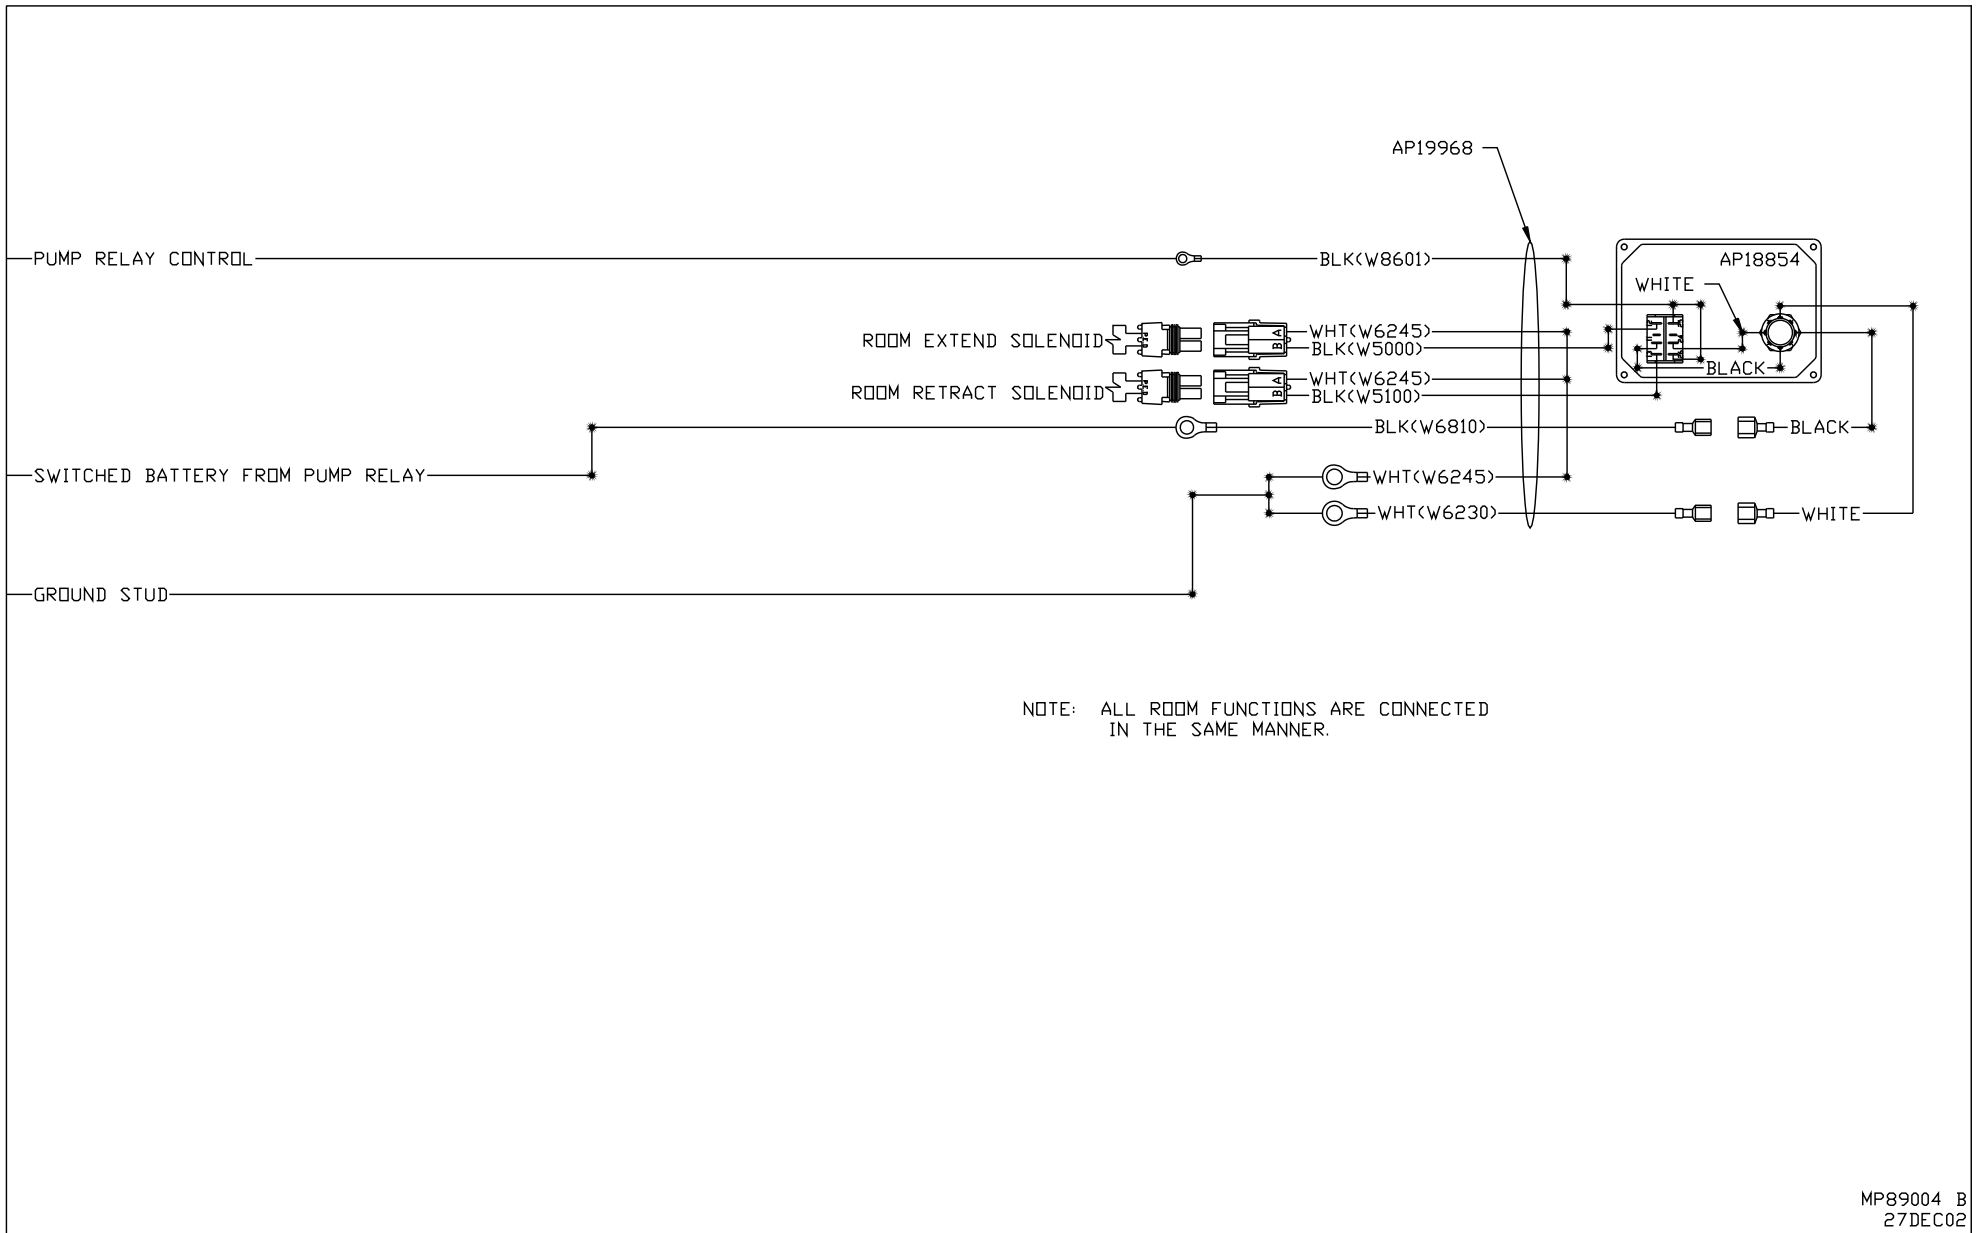 AP19968
PUMP RELAY CONTROL
BLK(W8601)
AP18854
WHITE
ROOM EXTEND SOLENOID
A
B
WHT(W6245)
BLK(W5000)
BLACK
ROOM RETRACT SOLENOID
A
B
WHT(W6245)
BLK(W5100)
BLK(W6810)
BLACK
SWITCHED BATTERY FROM PUMP RELAY
WHT(W6245)
WHT(W6230)
WHITE
GROUND STUD
NOTE: ALL ROOM FUNCTIONS ARE CONNECTED
IN THE SAME MANNER.
MP89004 B
27DEC02